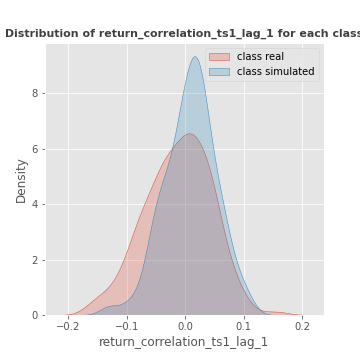 Distribution of return_correlation_ts1_lag_1 for each class
class real
class simulated
Density
8
6
4
2
0
−0.2 −0.1 0.0 0.1 0.2
return_correlation_ts1_lag_1